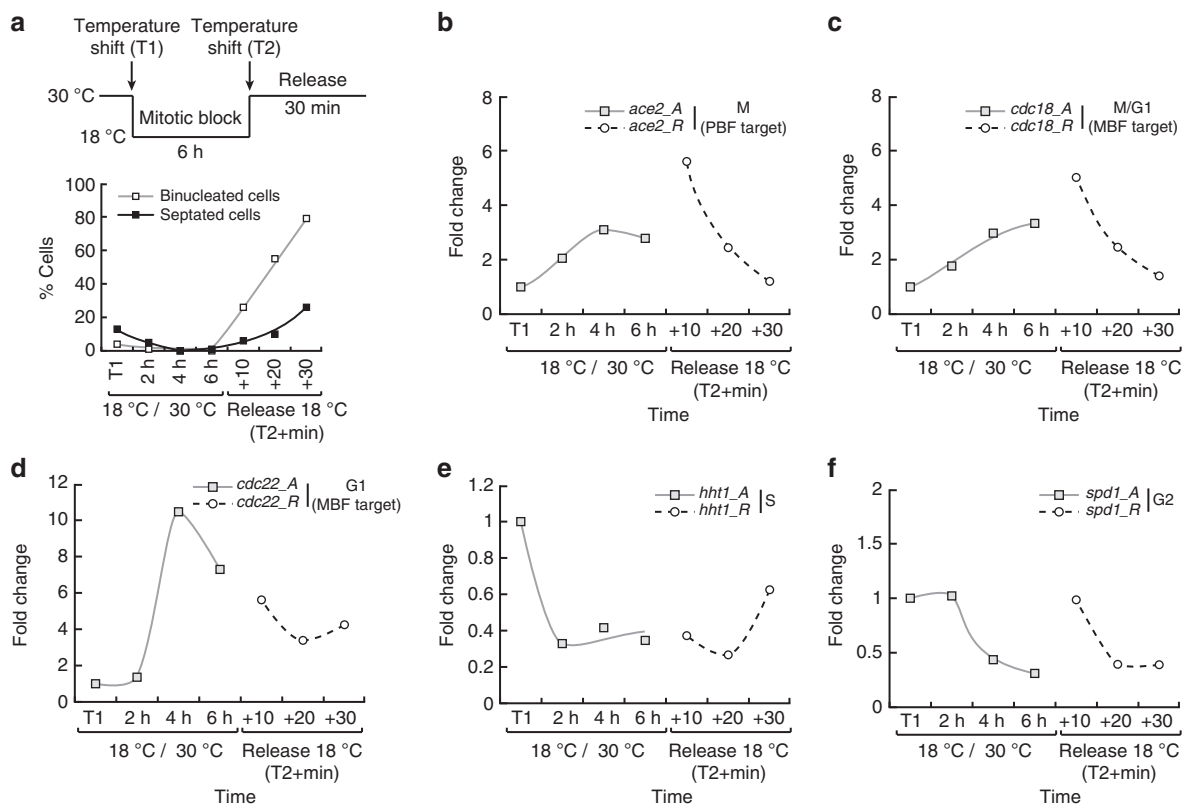 a
Temperature
shift (T1)
Temperature
shift (T2)
Release
30 °C
30 min
Mitotic block
18 °C
6 h
100
80
60
40
20
0
% Cells
Binucleated cells
Septated cells
T1
2 h
4 h
6 h
+10
+20
+30
18 °C / 30 °C
Release 18 °C
(T2+min)
b
8
6
4
2
0
Fold change
ace2_A
ace2_R
M
(PBF target)
T1 2 h 4 h 6 h +10 +20 +30
18 °C / 30 °C
Release 18 °C
(T2+min)
Time
c
8
6
4
2
0
Fold change
cdc18_A
cdc18_R
M/G1
(MBF target)
T1 2 h 4 h 6 h +10 +20 +30
18 °C / 30 °C
Release 18 °C
(T2+min)
Time
d
12
10
8
6
4
2
0
Fold change
cdc22_A
cdc22_R
G1
(MBF target)
T1 2 h 4 h 6 h +10 +20 +30
18 °C / 30 °C
Release 18 °C
(T2+min)
Time
e
1.2
1
0.8
0.6
0.4
0.2
0
Fold change
hht1_A
hht1_R
S
T1 2 h 4 h 6 h +10 +20 +30
18 °C / 30 °C
Release 18 °C
(T2+min)
Time
f
2
1.5
1
0.5
0
Fold change
spd1_A
spd1_R
G2
T1 2 h 4 h 6 h +10 +20 +30
18 °C / 30 °C
Release 18 °C
(T2+min)
Time